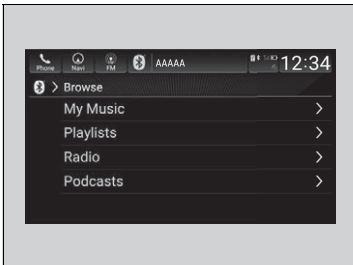 Phone Navi FM AAAAA 12:34
> Browse
My Music >
Playlists >
Radio >
Podcasts >